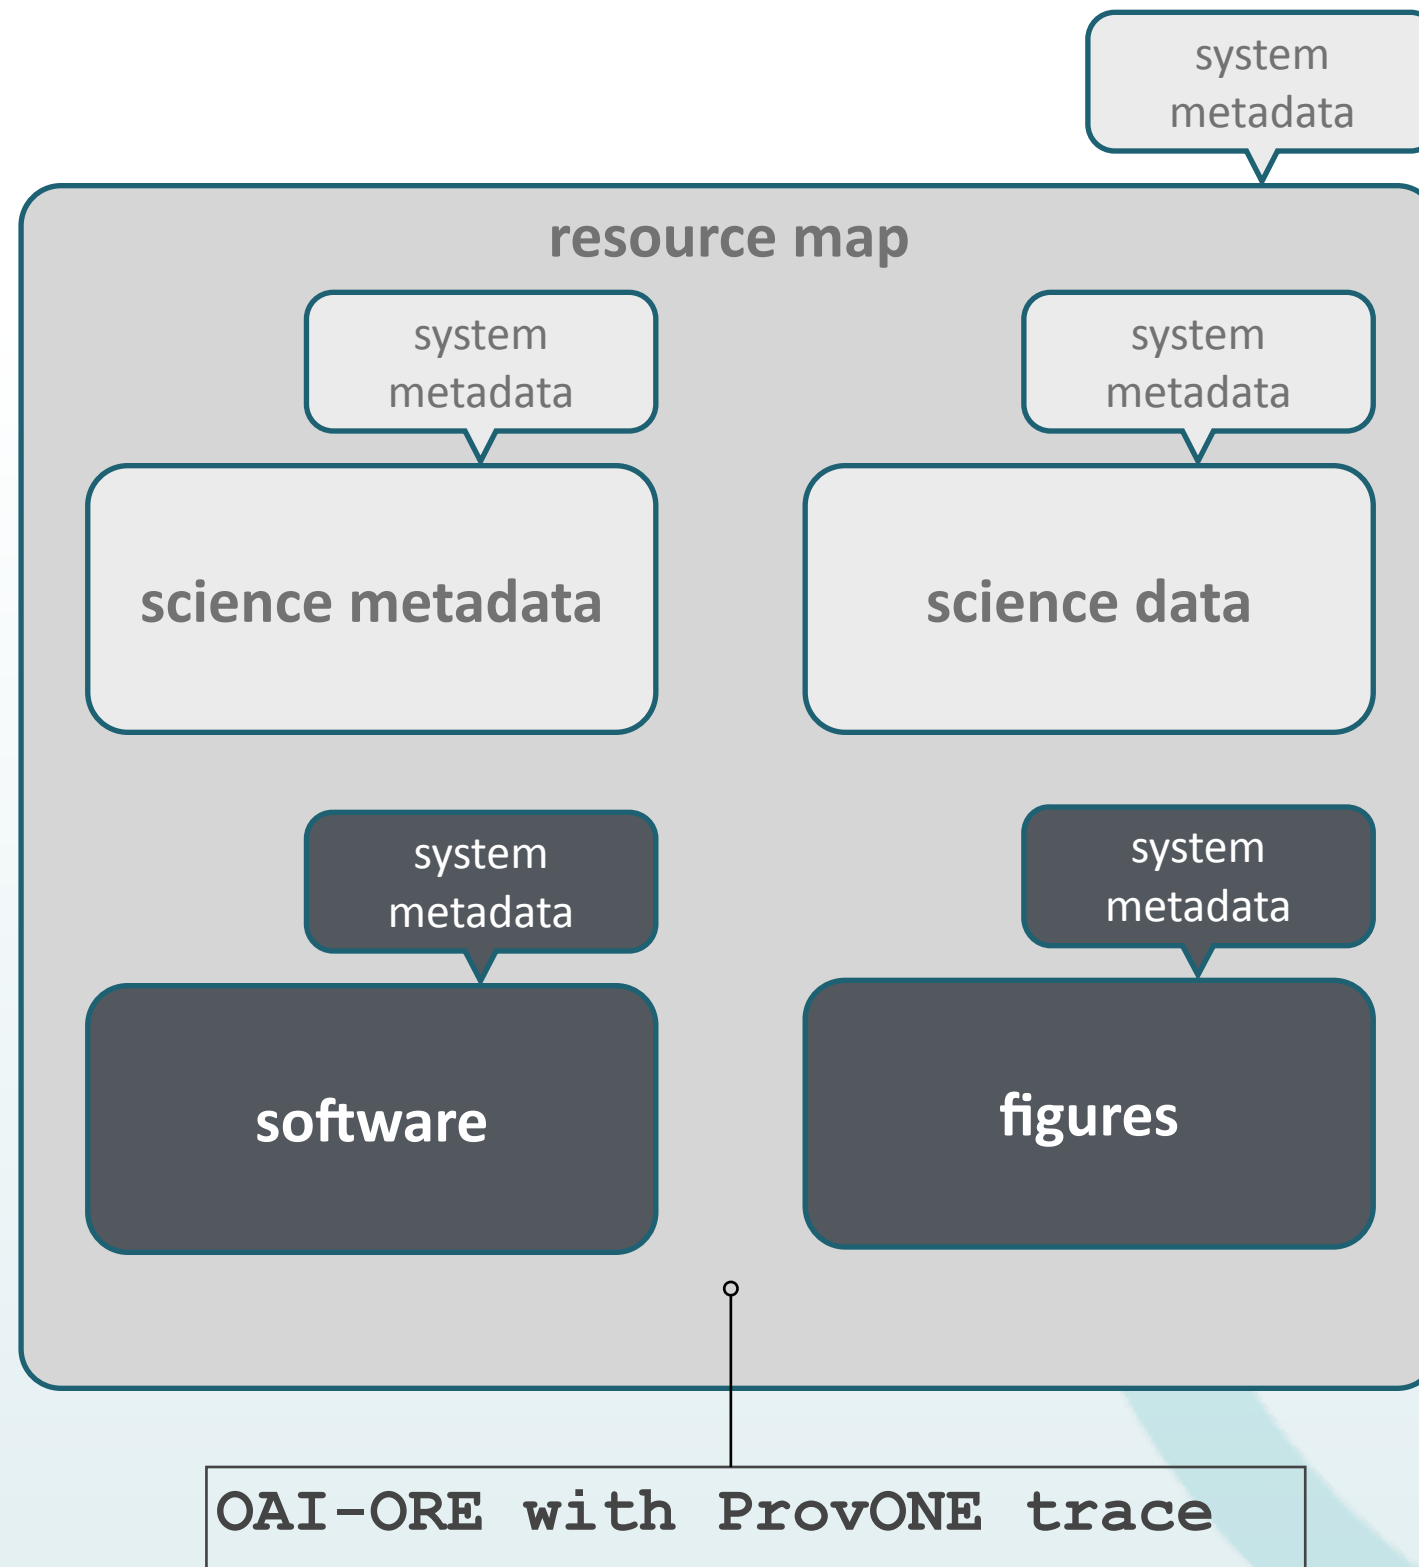 system
metadata
resource map
system
metadata
system
metadata
science metadata
science data
system
metadata
system
metadata
software
figures
OAI-ORE with ProvONE trace